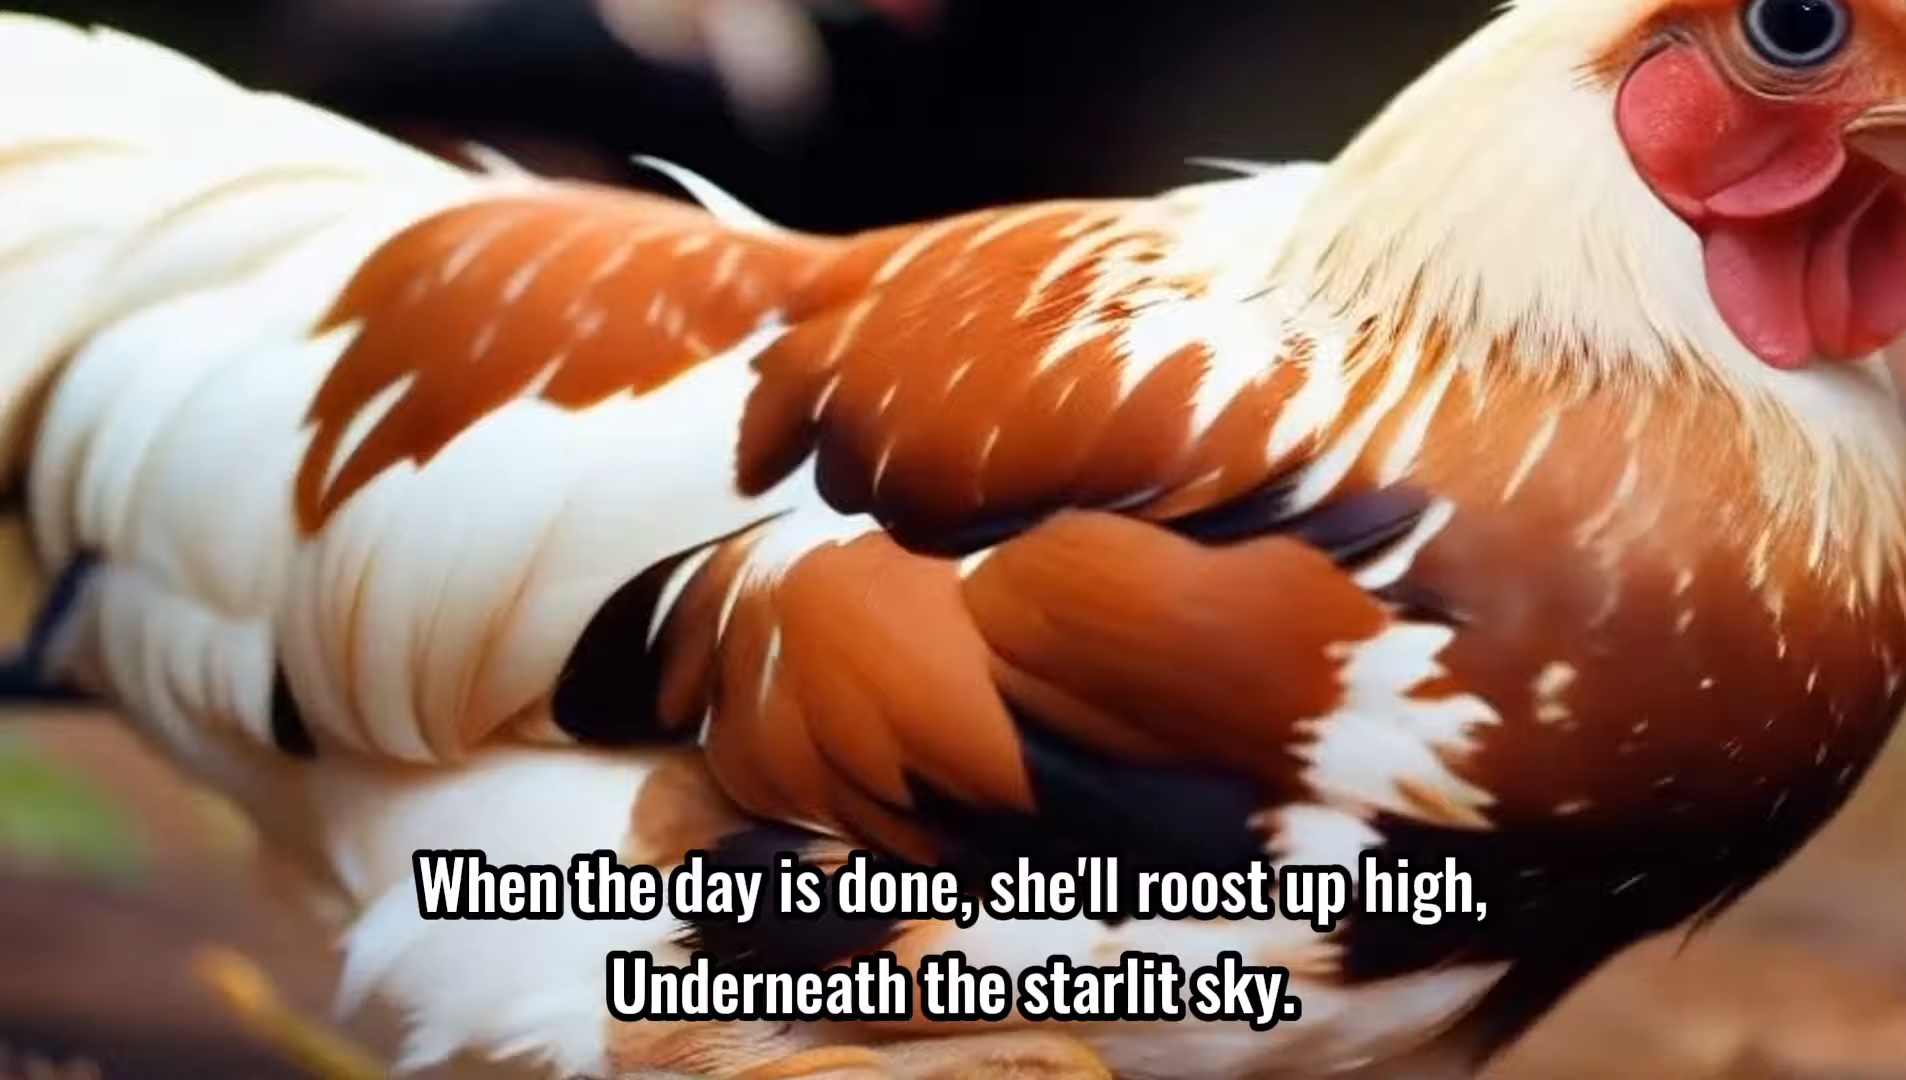 When the day is done, she'll roost up high,
Underneath the starlit sky.